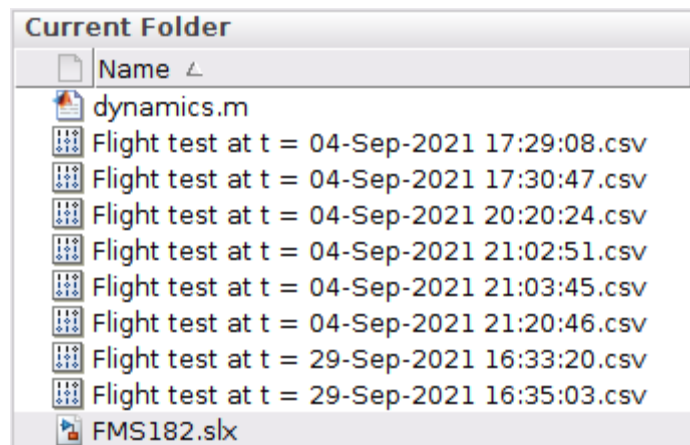 Current Folder
Name
dynamics.m
Flight test at t = 04-Sep-2021 17:29:08.csv
Flight test at t = 04-Sep-2021 17:30:47.csv
Flight test at t = 04-Sep-2021 20:20:24.csv
Flight test at t = 04-Sep-2021 21:02:51.csv
Flight test at t = 04-Sep-2021 21:03:45.csv
Flight test at t = 04-Sep-2021 21:20:46.csv
Flight test at t = 29-Sep-2021 16:33:20.csv
Flight test at t = 29-Sep-2021 16:35:03.csv
FMS182.slx